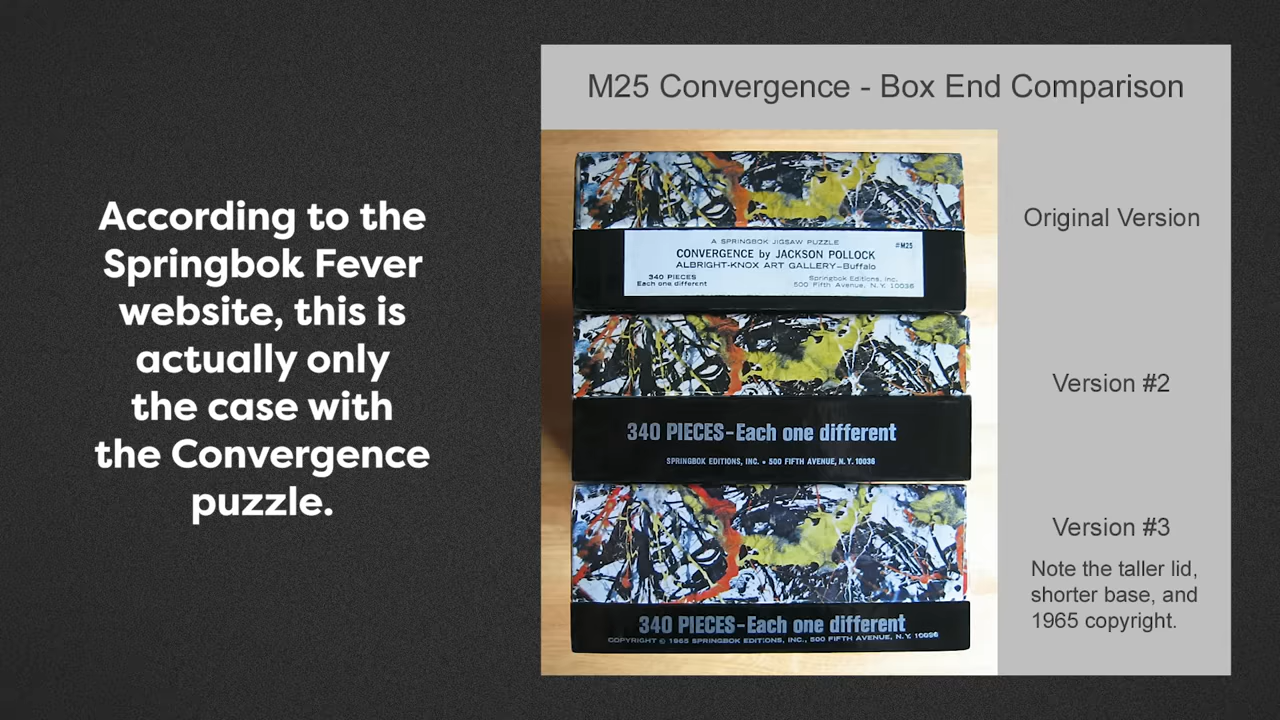 According to the
Springbok Fever
website, this is
actually only
the case with
the Convergence
puzzle.
M25 Convergence - Box End Comparison
Original Version
A SPRINGBOK JIGSAW PUZZLE
#M25
CONVERGENCE by JACKSON POLLOCK
ALBRIGHT-KNOX ART GALLERY—Buffalo
340 PIECES
Each one different
Springbok Editions, Inc.
500 Fifth Avenue, N.Y. 10036
Version #2
340 PIECES-Each one different
SPRINGBOK EDITIONS, INC. • 500 FIFTH AVENUE, N.Y. 10036
Version #3
Note the taller lid,
shorter base, and
1965 copyright.
340 PIECES-Each one different
COPYRIGHT © 1965 SPRINGBOK EDITIONS, INC., 500 FIFTH AVENUE, N.Y. 10036